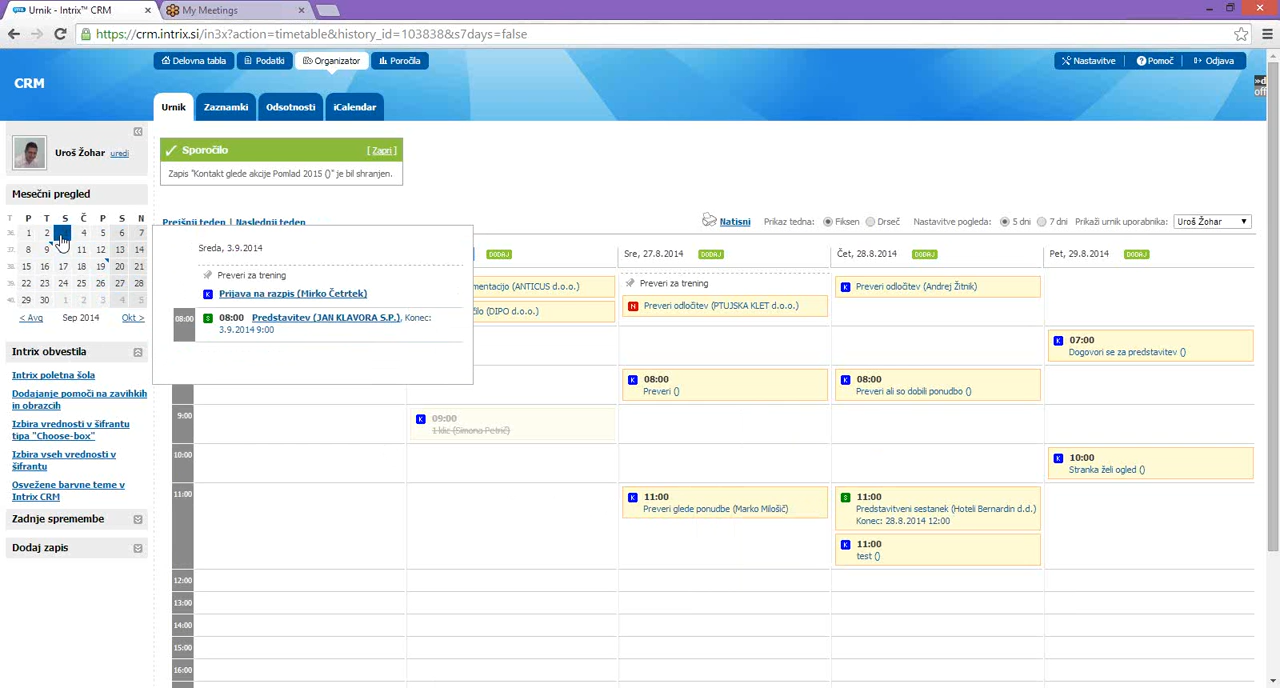 Urnik - Intrix™ CRM
My Meetings
https://crm.intrix.si/in3x?action=timetable&history_id=103838&s7days=false
Delovna tabla
Podatki
Organizator
Poročila
Nastavitve
Pomoč
Odjava
CRM
Urnik
Zaznamki
Odsotnosti
iCalendar
»d
off
Uroš Žohar uredi
Sporočilo
[ Zapri ]
Zapis "Kontakt glede akcije Pomlad 2015 ()" je bil shranjen.
Mesečni pregled
T P T S Č P S N
36. 1 2 4 5 6 7
37. 8 9 11 12 13 14
38. 15 16 17 18 19 20 21
39. 22 23 24 25 26 27 28
40. 29 30 1 2 3 4 5
< Avg Sep 2014 Okt >
Prejšnji teden | Naslednji teden
Natisni
Prikaz tedna: Fiksen Drseč
Nastavitve pogleda: 5 dni 7 dni
Prikaži urnik uporabnika: Uroš Žohar
Sreda, 3.9.2014
Preveri za trening
Prijava na razpis (Mirko Četrtek)
08:00
08:00 Predstavitev (JAN KLAVORA S.P.), Konec:
3.9.2014 9:00
DODAJ
Sre, 27.8.2014 DODAJ
Čet, 28.8.2014 DODAJ
Pet, 29.8.2014 DODAJ
mentacijo (ANTICUS d.o.o.)
Preveri za trening
K Preveri odločitev (Andrej Žitnik)
N Preveri odločitev (PTUJSKA KLET d.o.o.)
čilo (DIPO d.o.o.)
K 07:00
Dogovori se za predstavitev ()
K 08:00
Preveri ()
K 08:00
Preveri ali so dobili ponudbo ()
9:00
K 09:00
1 klic (Simona Petrič)
10:00
K 10:00
Stranka želi ogled ()
11:00
K 11:00
Preveri glede ponudbe (Marko Milošič)
S 11:00
Predstavitveni sestanek (Hoteli Bernardin d.d.)
Konec: 28.8.2014 12:00
K 11:00
test ()
12:00
13:00
14:00
15:00
16:00
Intrix obvestila
Intrix poletna šola
Dodajanje pomoči na zavihkih
in obrazcih
Izbira vrednosti v šifrantu
tipa "Choose-box"
Izbira vseh vrednosti v
šifrantu
Osvežene barvne teme v
Intrix CRM
Zadnje spremembe
Dodaj zapis